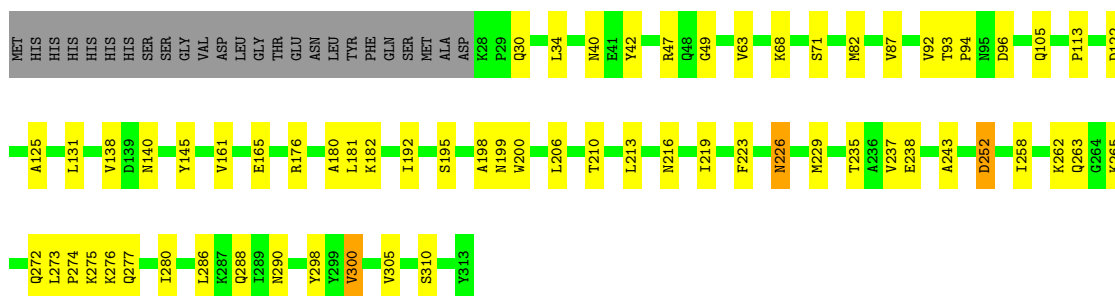 MET HIS HIS HIS HIS HIS HIS SER SER GLY VAL ASP LEU GLY THR GLU ASN LEU TYR PHE GLN SER MET ALA ASP K28 P29 Q30 L34 N40 E41 Y42 R47 Q48 G49 V63 K68 S71 M82 V87 V92 T93 P94 N95 D96 Q105 P113
A125 L131 V138 D139 N140 Y145 V161 E165 R176 A180 L181 K182 I192 S195 A198 N199 W200 L206 T210 L213 N216 I219 F223 N226 M229 T235 A236 V237 E238 A243 D252 I258 K262 Q263 G264
Q272 L273 P274 K275 K276 Q277 I280 L286 K287 Q288 I289 N290 Y298 Y299 V300 V305 S310 Y313